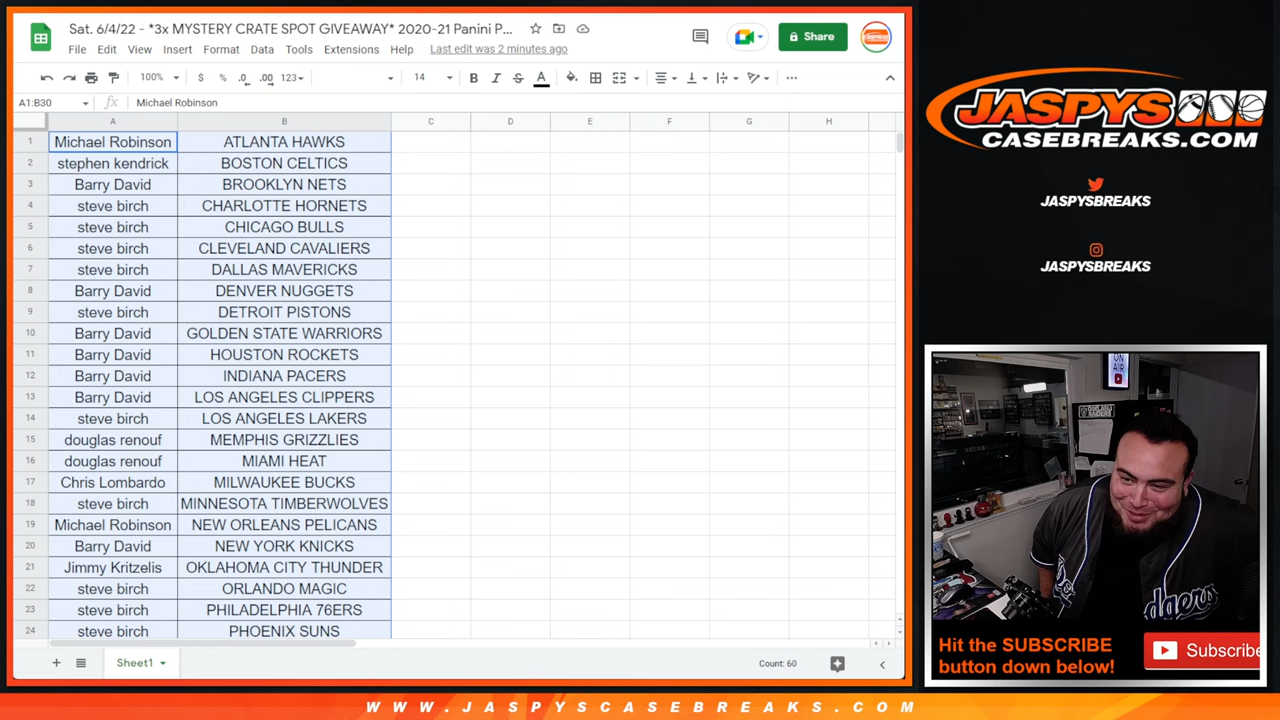 Sat. 6/4/22 - *3x MYSTERY CRATE SPOT GIVEAWAY* 2020-21 Panini P...
File Edit View Insert Format Data Tools Extensions Help Last edit was 2 minutes ago
Share
100% $ % .0 .00 123 14 B I S A
A1:B30 fx Michael Robinson
A B C D E F G H
1 Michael Robinson ATLANTA HAWKS
2 stephen kendrick BOSTON CELTICS
3 Barry David BROOKLYN NETS
4 steve birch CHARLOTTE HORNETS
5 steve birch CHICAGO BULLS
6 steve birch CLEVELAND CAVALIERS
7 steve birch DALLAS MAVERICKS
8 Barry David DENVER NUGGETS
9 steve birch DETROIT PISTONS
10 Barry David GOLDEN STATE WARRIORS
11 Barry David HOUSTON ROCKETS
12 Barry David INDIANA PACERS
13 Barry David LOS ANGELES CLIPPERS
14 steve birch LOS ANGELES LAKERS
15 douglas renouf MEMPHIS GRIZZLIES
16 douglas renouf MIAMI HEAT
17 Chris Lombardo MILWAUKEE BUCKS
18 steve birch MINNESOTA TIMBERWOLVES
19 Michael Robinson NEW ORLEANS PELICANS
20 Barry David NEW YORK KNICKS
21 Jimmy Kritzelis OKLAHOMA CITY THUNDER
22 steve birch ORLANDO MAGIC
23 steve birch PHILADELPHIA 76ERS
24 steve birch PHOENIX SUNS
Sheet1 Count: 60
JASPYS
CASEBREAKS.COM
JASPYSBREAKS
JASPYSBREAKS
ON
AIR
OAKLAND
RAIDERS
Hit the SUBSCRIBE
button down below!
Subscribe
WWW.JASPYSCASEBREAKS.COM